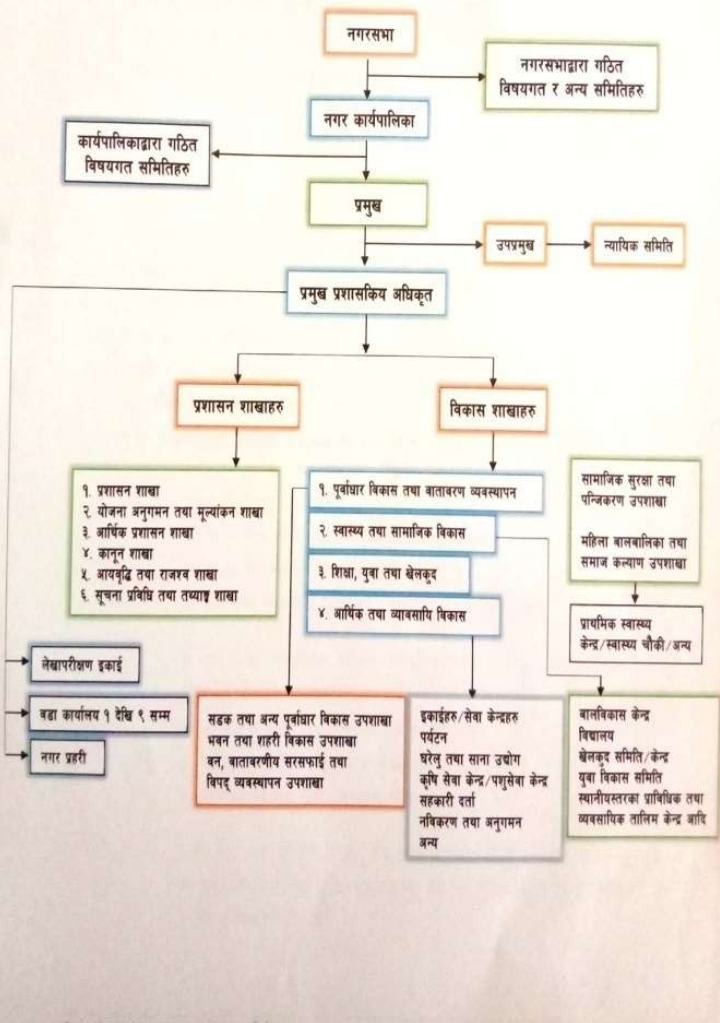 नगरसभा
नगरसभाद्वारा गठित
विषयगत र अन्य समितिहरु
नगर कार्यपालिका
कार्यपालिकाद्वारा गठित
विषयगत समितिहरु
प्रमुख
उपप्रमुख
न्यायिक समिति
प्रमुख प्रशासकिय अधिकृत
प्रशासन शाखाहरु
विकास शाखाहरु
१. प्रशासन शाखा
२. योजना अनुगमन तथा मूल्यांकन शाखा
३. आर्थिक प्रशासन शाखा
४. कानून शाखा
५. आयवृद्धि तथा राजश्व शाखा
६. सूचना प्रविधि तथा तथ्याङ्क शाखा
१. पूर्वाधार विकास तथा वातावरण व्यवस्थापन
२. स्वास्थ्य तथा सामाजिक विकास
३. शिक्षा, युवा तथा खेलकुद
४. आर्थिक तथा व्यावसायि विकास
सामाजिक सुरक्षा तथा
पन्जिकरण उपशाखा
महिला बालबालिका तथा
समाज कल्याण उपशाखा
प्राथमिक स्वास्थ्य
केन्द्र/स्वास्थ्य चौकी/अन्य
लेखापरीक्षण इकाई
वडा कार्यालय १ देखि ९ सम्म
नगर प्रहरी
सडक तथा अन्य पूर्वाधार विकास उपशाखा
भवन तथा शहरी विकास उपशाखा
वन, वातावरणीय सरसफाई तथा
विपद् व्यवस्थापन उपशाखा
इकाईहरु/सेवा केन्द्रहरु
पर्यटन
घरेलु तथा साना उद्योग
कृषि सेवा केन्द्र/पशुसेवा केन्द्र
सहकारी दर्ता
नविकरण तथा अनुगमन
अन्य
बालविकास केन्द्र
विद्यालय
खेलकुद समिति/केन्द्र
युवा विकास समिति
स्थानीयस्तरका प्राविधिक तथा
व्यवसायिक तालिम केन्द्र आदि